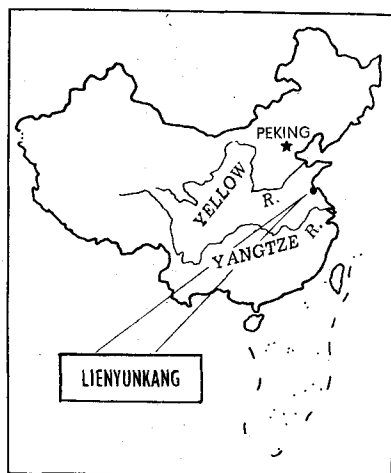 PEKING
YELLOW
R.
YANGTZE
R.
LIENYUNKANG